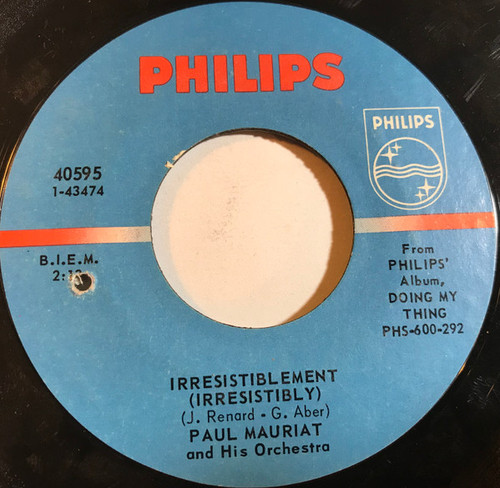 PHILIPS
PHILIPS
40595
1-43474
B.I.E.M.
From
PHILIPS'
Album,
DOING MY
THING
PHS-600-292
IRRESISTIBLEMENT
(IRRESISTIBLY)
(J. Renard - G. Aber)
PAUL MAURIAT
and His Orchestra